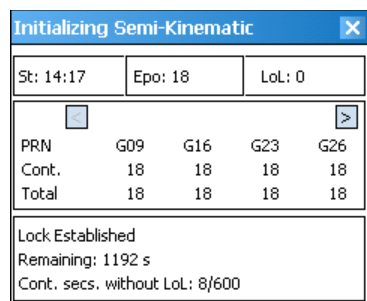 Initializing Semi-Kinematic ×
St: 14:17 Epo: 18 LoL: 0
< >
PRN G09 G16 G23 G26
Cont. 18 18 18 18
Total 18 18 18 18
Lock Established
Remaining: 1192 s
Cont. secs. without LoL: 8/600